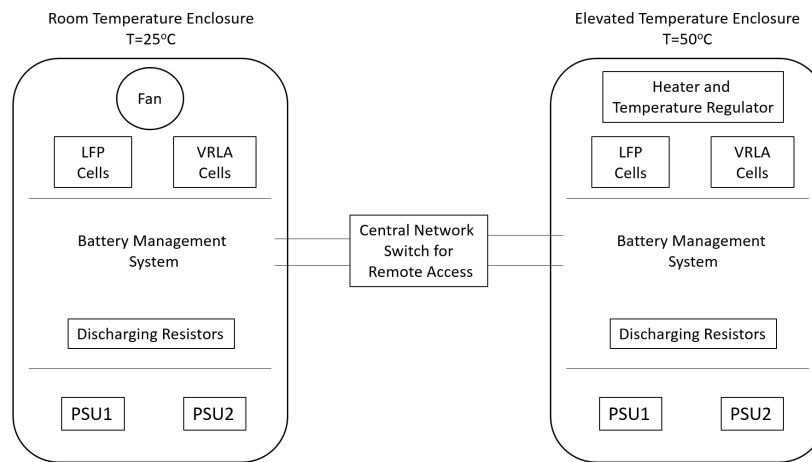 Room Temperature Enclosure
T=25°C
Fan
LFP
Cells
VRLA
Cells
Battery Management
System
Discharging Resistors
PSU1
PSU2
Central Network
Switch for
Remote Access
Elevated Temperature Enclosure
T=50°C
Heater and
Temperature Regulator
LFP
Cells
VRLA
Cells
Battery Management
System
Discharging Resistors
PSU1
PSU2